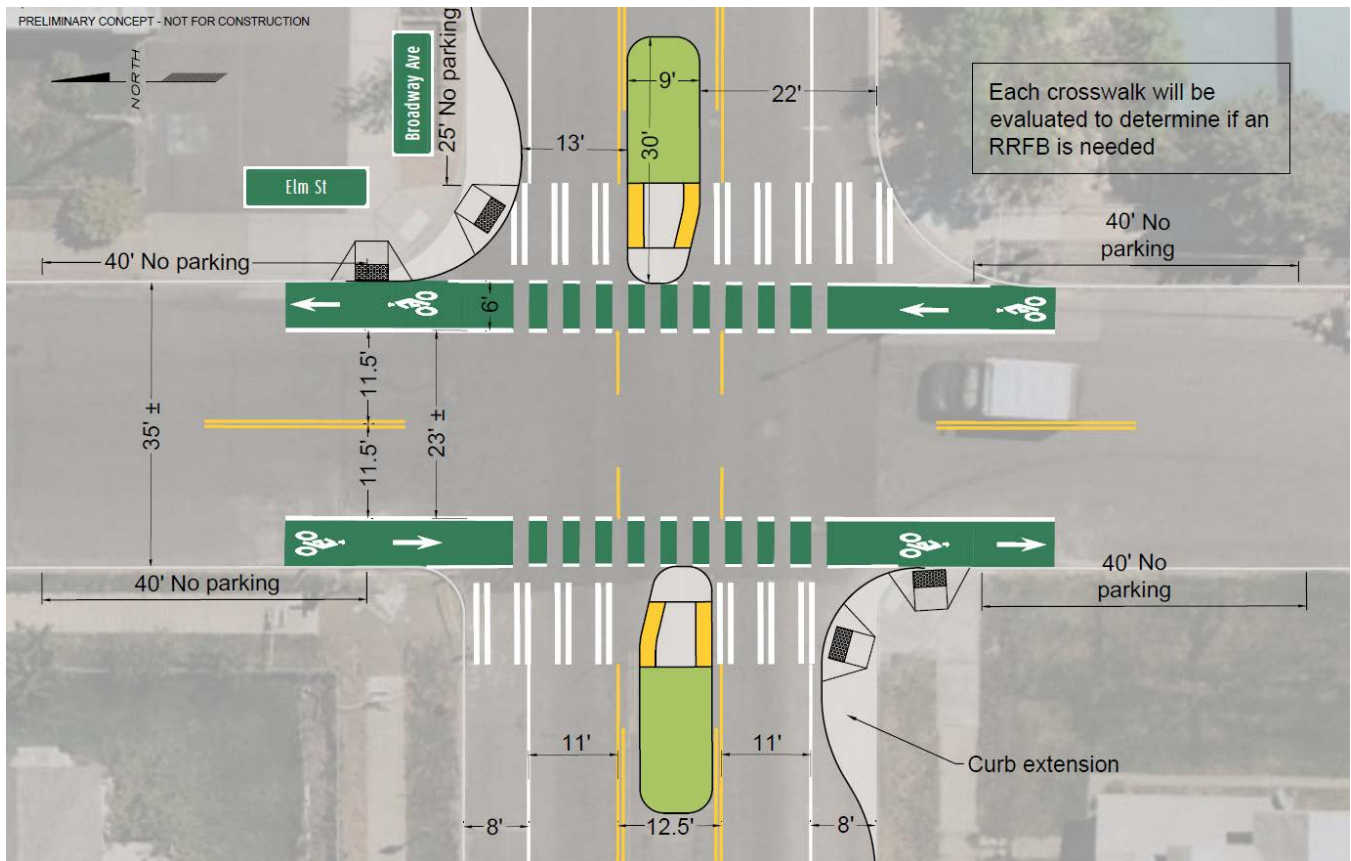 PRELIMINARY CONCEPT - NOT FOR CONSTRUCTION
NORTH
Broadway Ave
25' No parking
Elm St
9'
30'
22'
13'
Each crosswalk will be
evaluated to determine if an
RRFB is needed
40' No parking
40' No
parking
6'
35' ±
11.5'
23' ±
11.5'
40' No parking
40' No
parking
11'
11'
Curb extension
8'
12.5'
8'